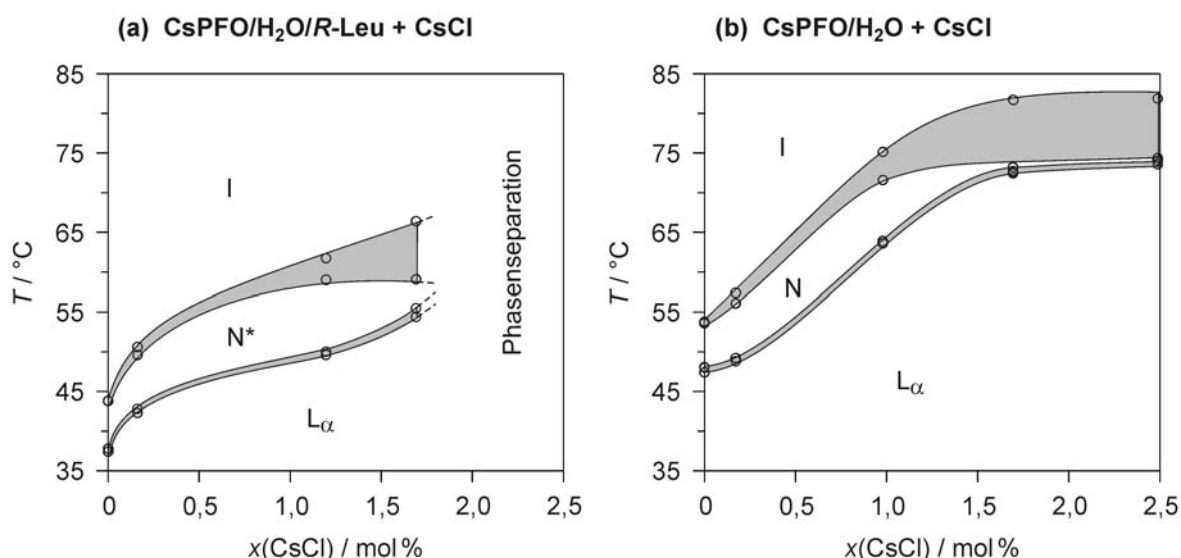 (a) CsPFO/H2O/R-Leu + CsCl
85
75
65
55
45
35
T / °C
I
N*
Lα
Phasenseparation
0
0,5
1,0
1,5
2,0
2,5
x(CsCl) / mol %
(b) CsPFO/H2O + CsCl
85
75
65
55
45
35
T / °C
I
N
Lα
0
0,5
1,0
1,5
2,0
2,5
x(CsCl) / mol %